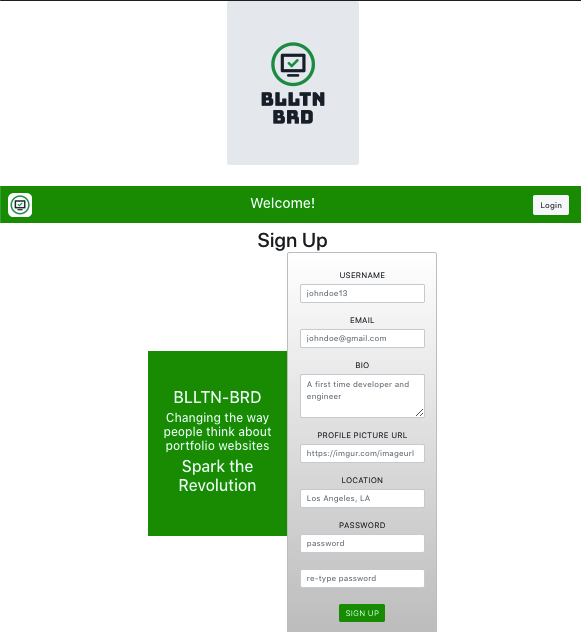 BLLTN
BRD
Welcome!
Login
Sign Up
BLLTN-BRD
Changing the way
people think about
portfolio websites
Spark the
Revolution
USERNAME
johndoe13
EMAIL
johndoe@gmail.com
BIO
A first time developer and
engineer
PROFILE PICTURE URL
https://imgur.com/imageurl
LOCATION
Los Angeles, LA
PASSWORD
password
re-type password
SIGN UP